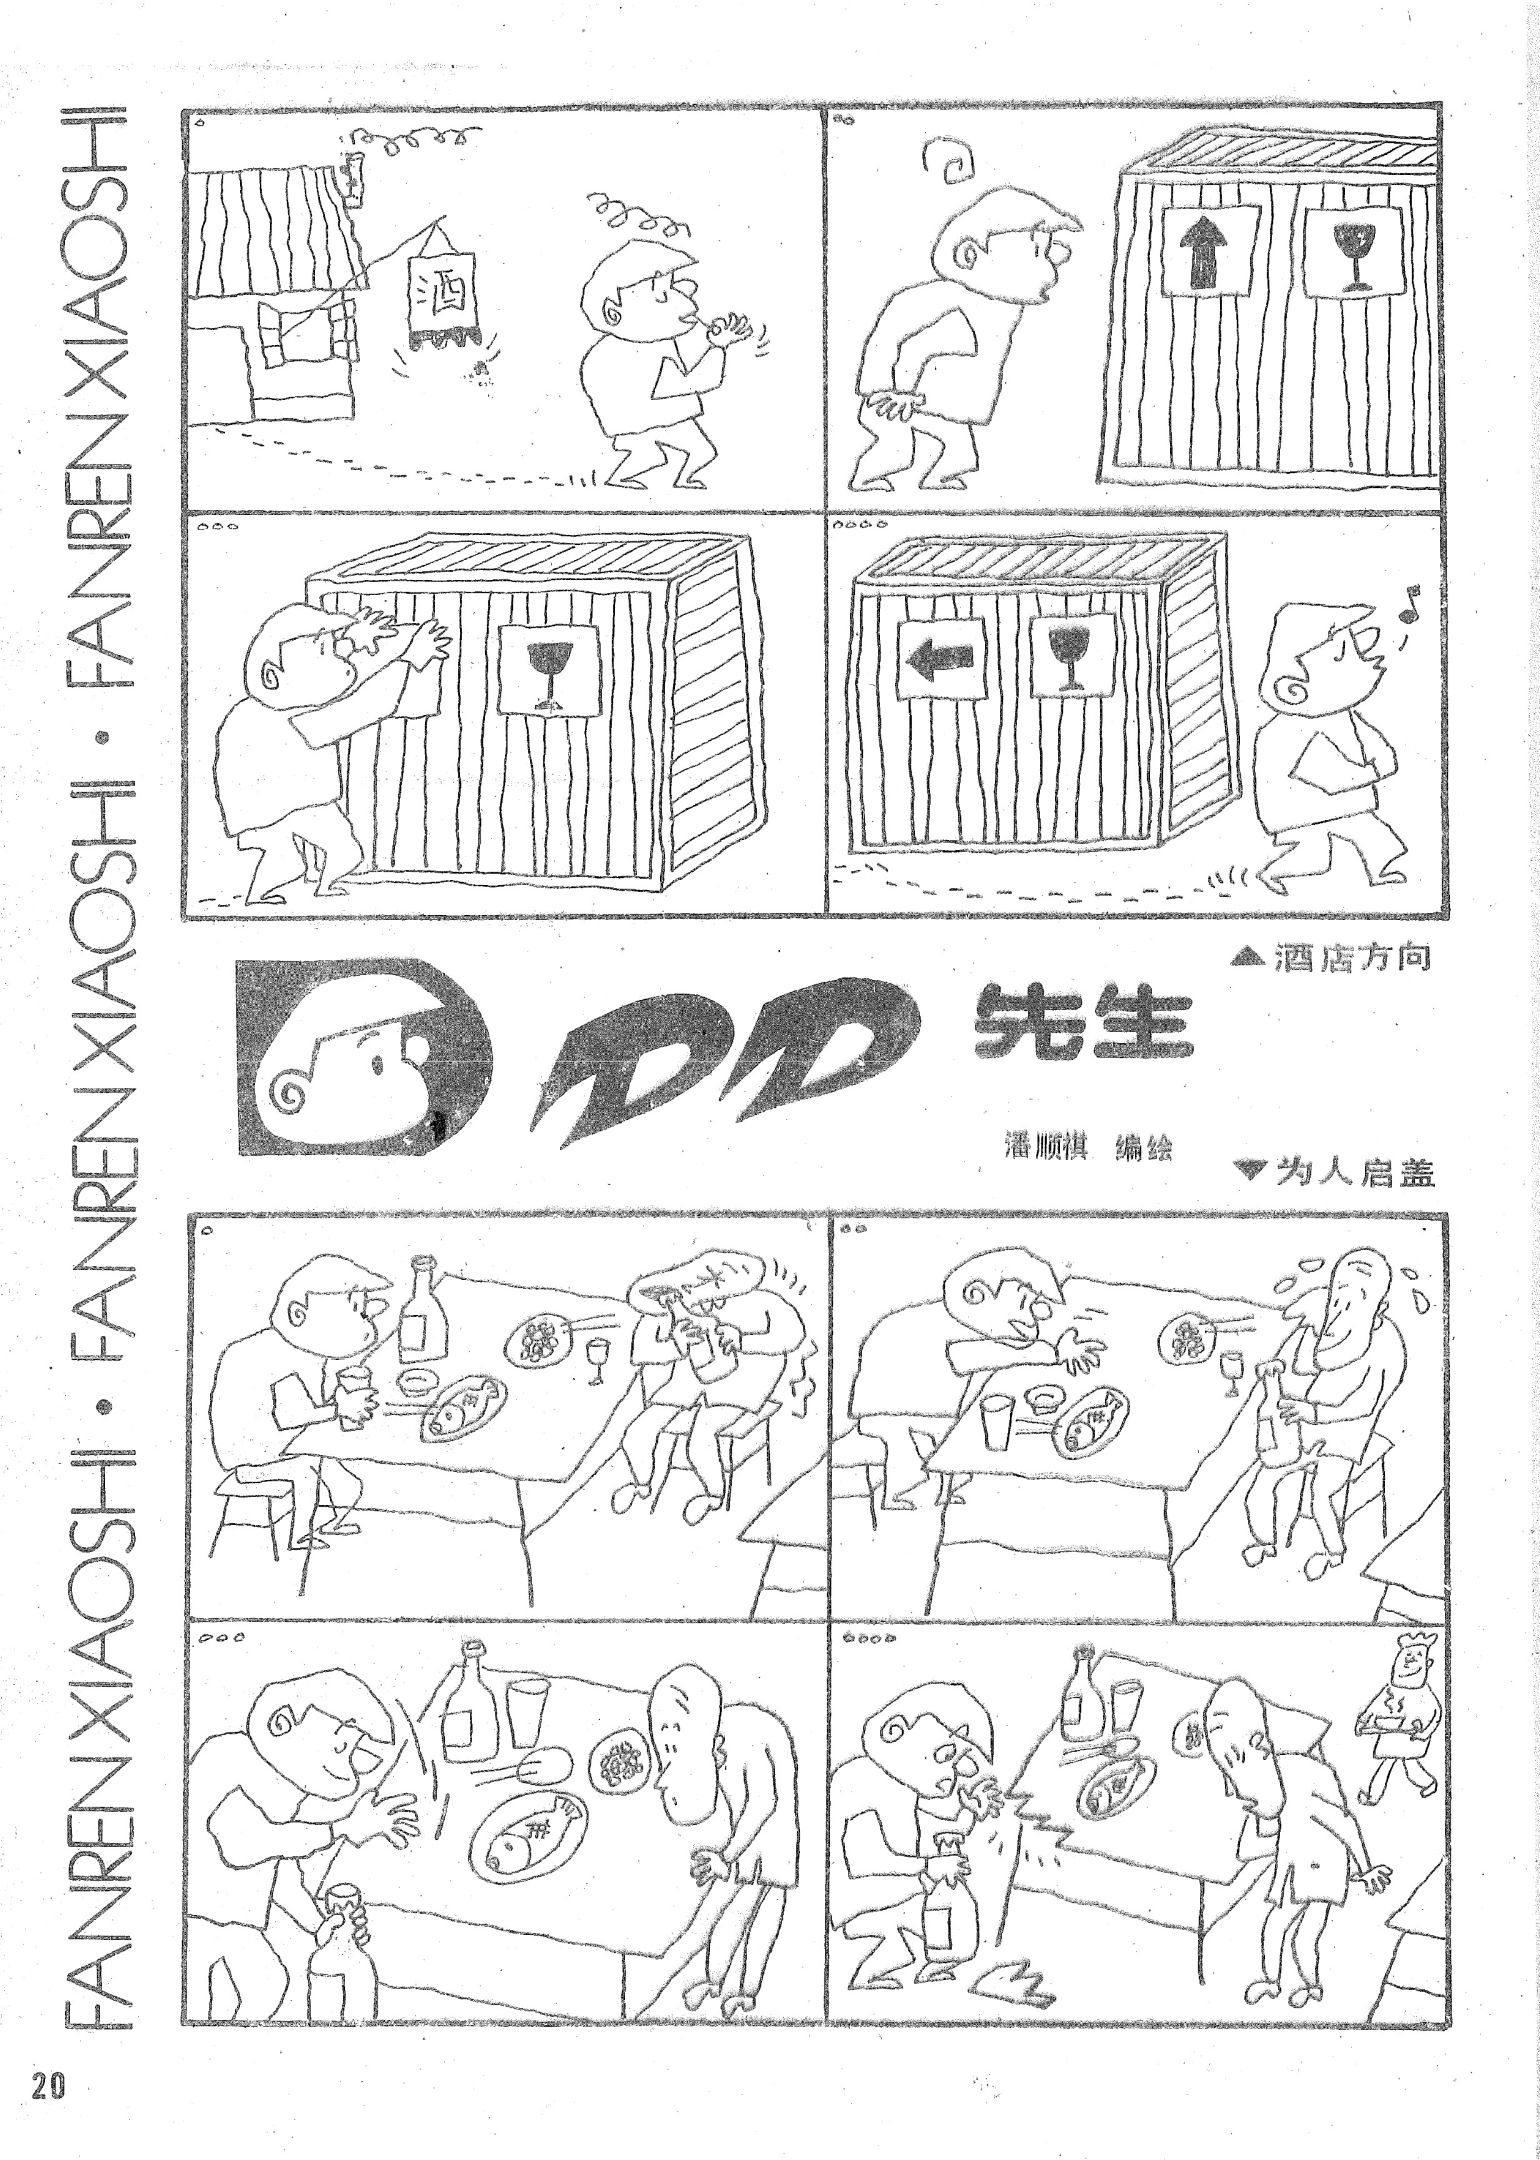 FANREN XIAOSHI • FANREN XIAOSHI • FANREN XIAOSHI
酒
▲酒店方向
DD 先生
潘顺祺 编绘
▼为人启盖
20